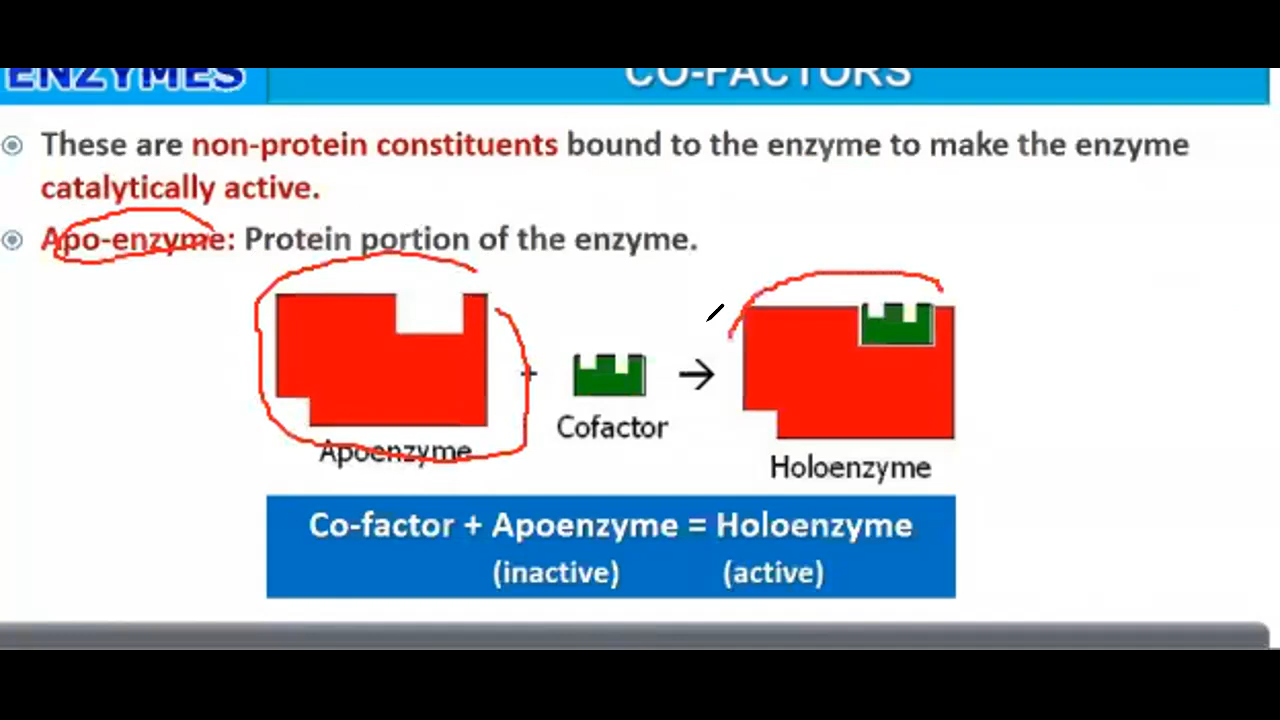 ENZYMES
CO-FACTORS
These are non-protein constituents bound to the enzyme to make the enzyme
catalytically active.
Apo-enzyme: Protein portion of the enzyme.
+
→
Cofactor
Apoenzyme
Holoenzyme
Co-factor + Apoenzyme = Holoenzyme
(inactive) (active)